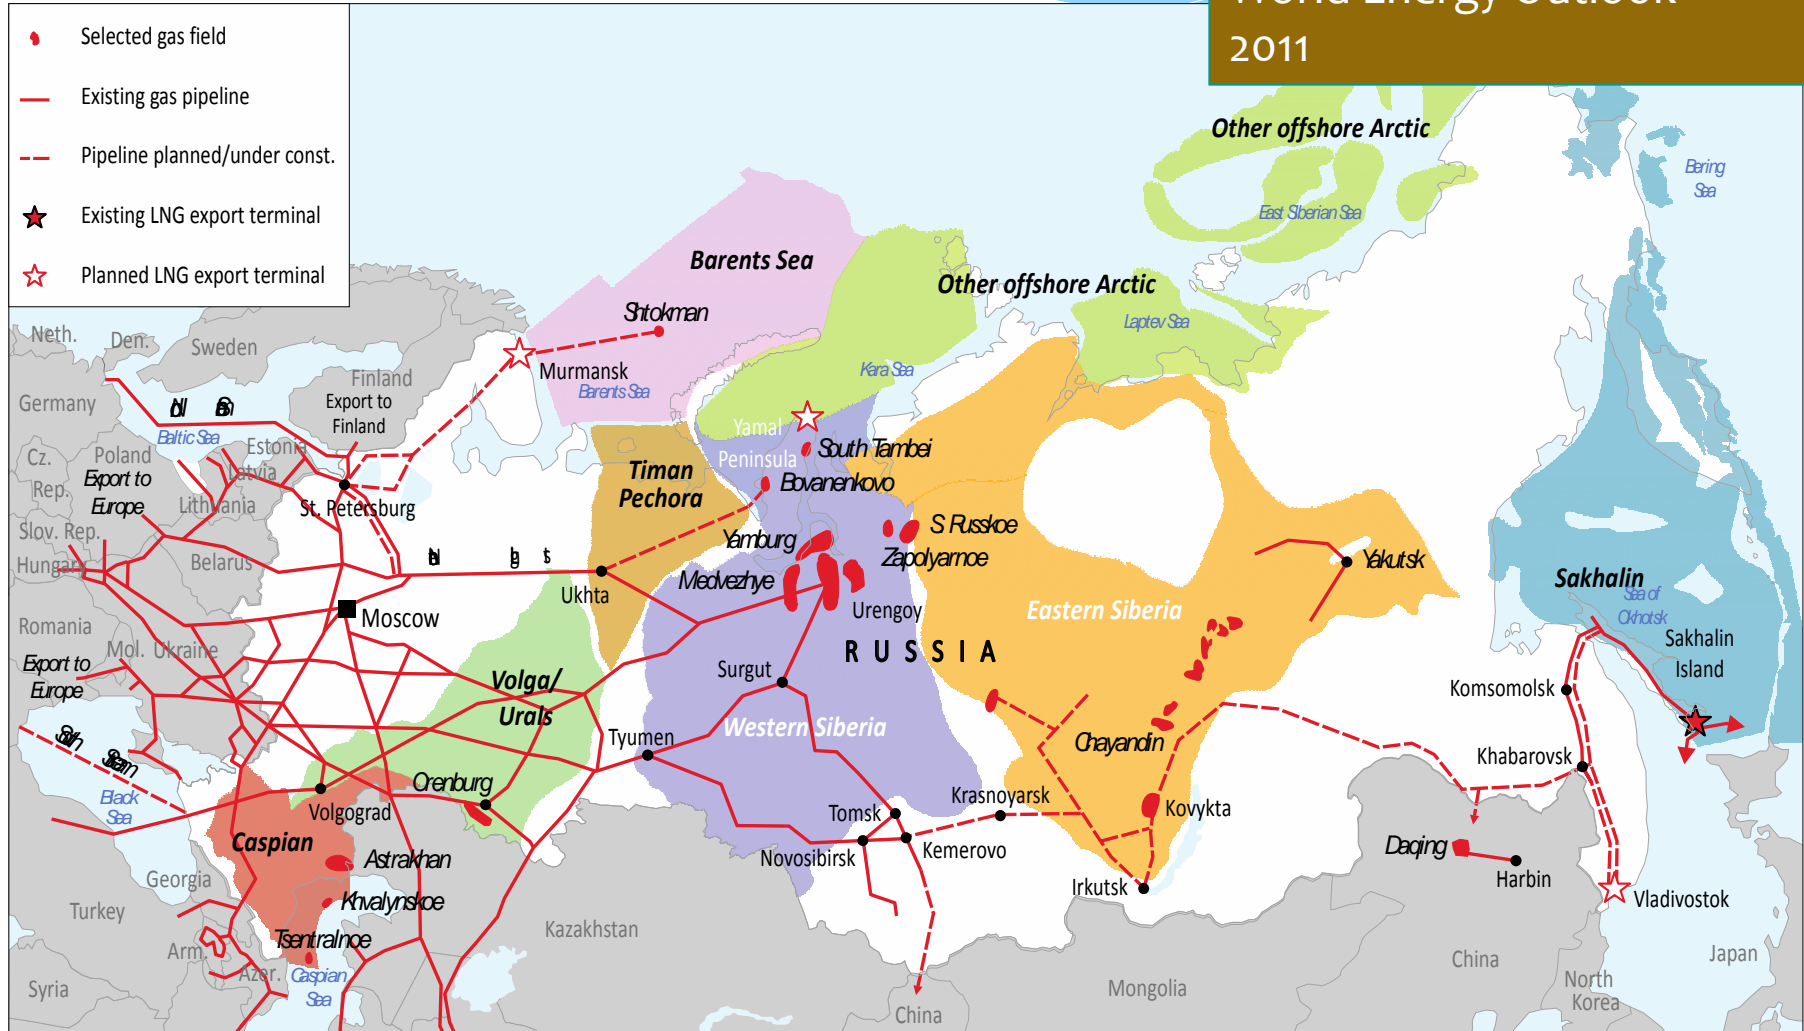 World Energy Outlook
2011
Selected gas field
Existing gas pipeline
Pipeline planned/under const.
Existing LNG export terminal
Planned LNG export terminal
Other offshore Arctic
Bering
Sea
East Siberian Sea
Barents Sea
Other offshore Arctic
Shtokman
Laptev Sea
Neth.
Den.
Sweden
Murmansk
Barents Sea
Kara Sea
Finland
Export to
Finland
Germany
Baltic Sea
Estonia
Latvia
Lithuania
Cz.
Rep.
Poland
Export to
Europe
Yamal
Peninsula
South Tambei
Bovanenkovo
Timan
Pechora
St. Petersburg
Slov. Rep.
Hungary
Belarus
Yamburg
S. Russkoe
Zapolyarnoe
Medvezhye
Urengoy
Ukhta
Yakutsk
Sakhalin
Sea of
Okhotsk
Sakhalin
Island
Eastern Siberia
RUSSIA
Moscow
Romania
Mol.
Ukraine
Export to
Europe
Surgut
Volga/
Urals
Western Siberia
Tyumen
Komsomolsk
Khabarovsk
Chayandin
Black
Sea
Volgograd
Orenburg
Tomsk
Krasnoyarsk
Kovykta
Caspian
Astrakhan
Novosibirsk
Kemerovo
Irkutsk
Daqing
Harbin
Vladivostok
Georgia
Turkey
Khvalynskoe
Tsentralnoe
Arm.
Azer.
Caspian
Sea
Syria
Kazakhstan
China
Mongolia
China
North
Korea
Japan